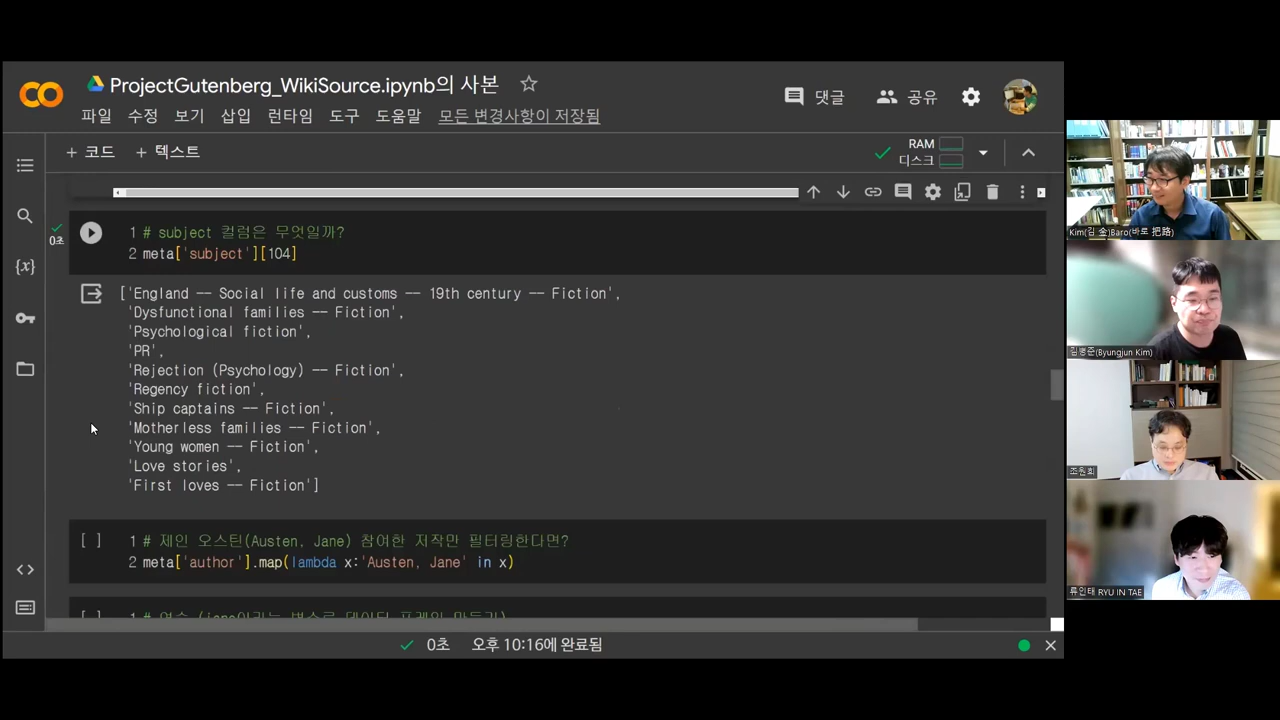 ProjectGutenberg_WikiSource.ipynb의 사본
파일 수정 보기 삽입 런타임 도구 도움말 모든 변경사항이 저장됨
댓글 공유
+ 코드 + 텍스트
RAM
디스크
0초
1 # subject 컬럼은 무엇일까?
2 meta['subject'][104]
['England -- Social life and customs -- 19th century -- Fiction',
'Dysfunctional families -- Fiction',
'Psychological fiction',
'PR',
'Rejection (Psychology) -- Fiction',
'Regency fiction',
'Ship captains -- Fiction',
'Motherless families -- Fiction',
'Young women -- Fiction',
'Love stories',
'First loves -- Fiction']
[ ] 1 # 제인 오스틴(Austen, Jane) 참여한 저작만 필터링한다면?
2 meta['author'].map(lambda x:'Austen, Jane' in x)
0초 오후 10:16에 완료됨
Kim(김 金)Baro(바로 把路)
김병준(Byungjun Kim)
조원희
류인태 RYU IN TAE